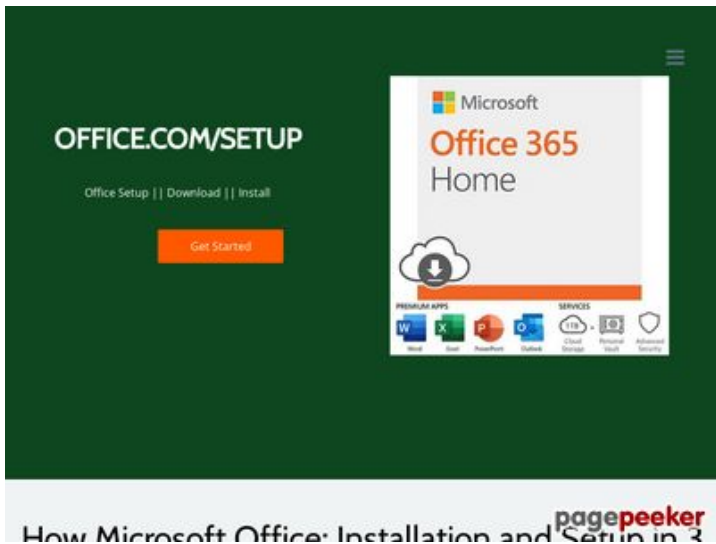 OFFICE.COM/SETUP
Office Setup || Download || Install
Get Started
Microsoft
Office 365
Home
PREMIUM APPS
SERVICES
W
X
P
1TB
Word
Excel
PowerPoint
Outlook
Cloud Storage
Personal Vault
Advanced Security
How Microsoft Office: Installation and Setup in 3
pagepeeker